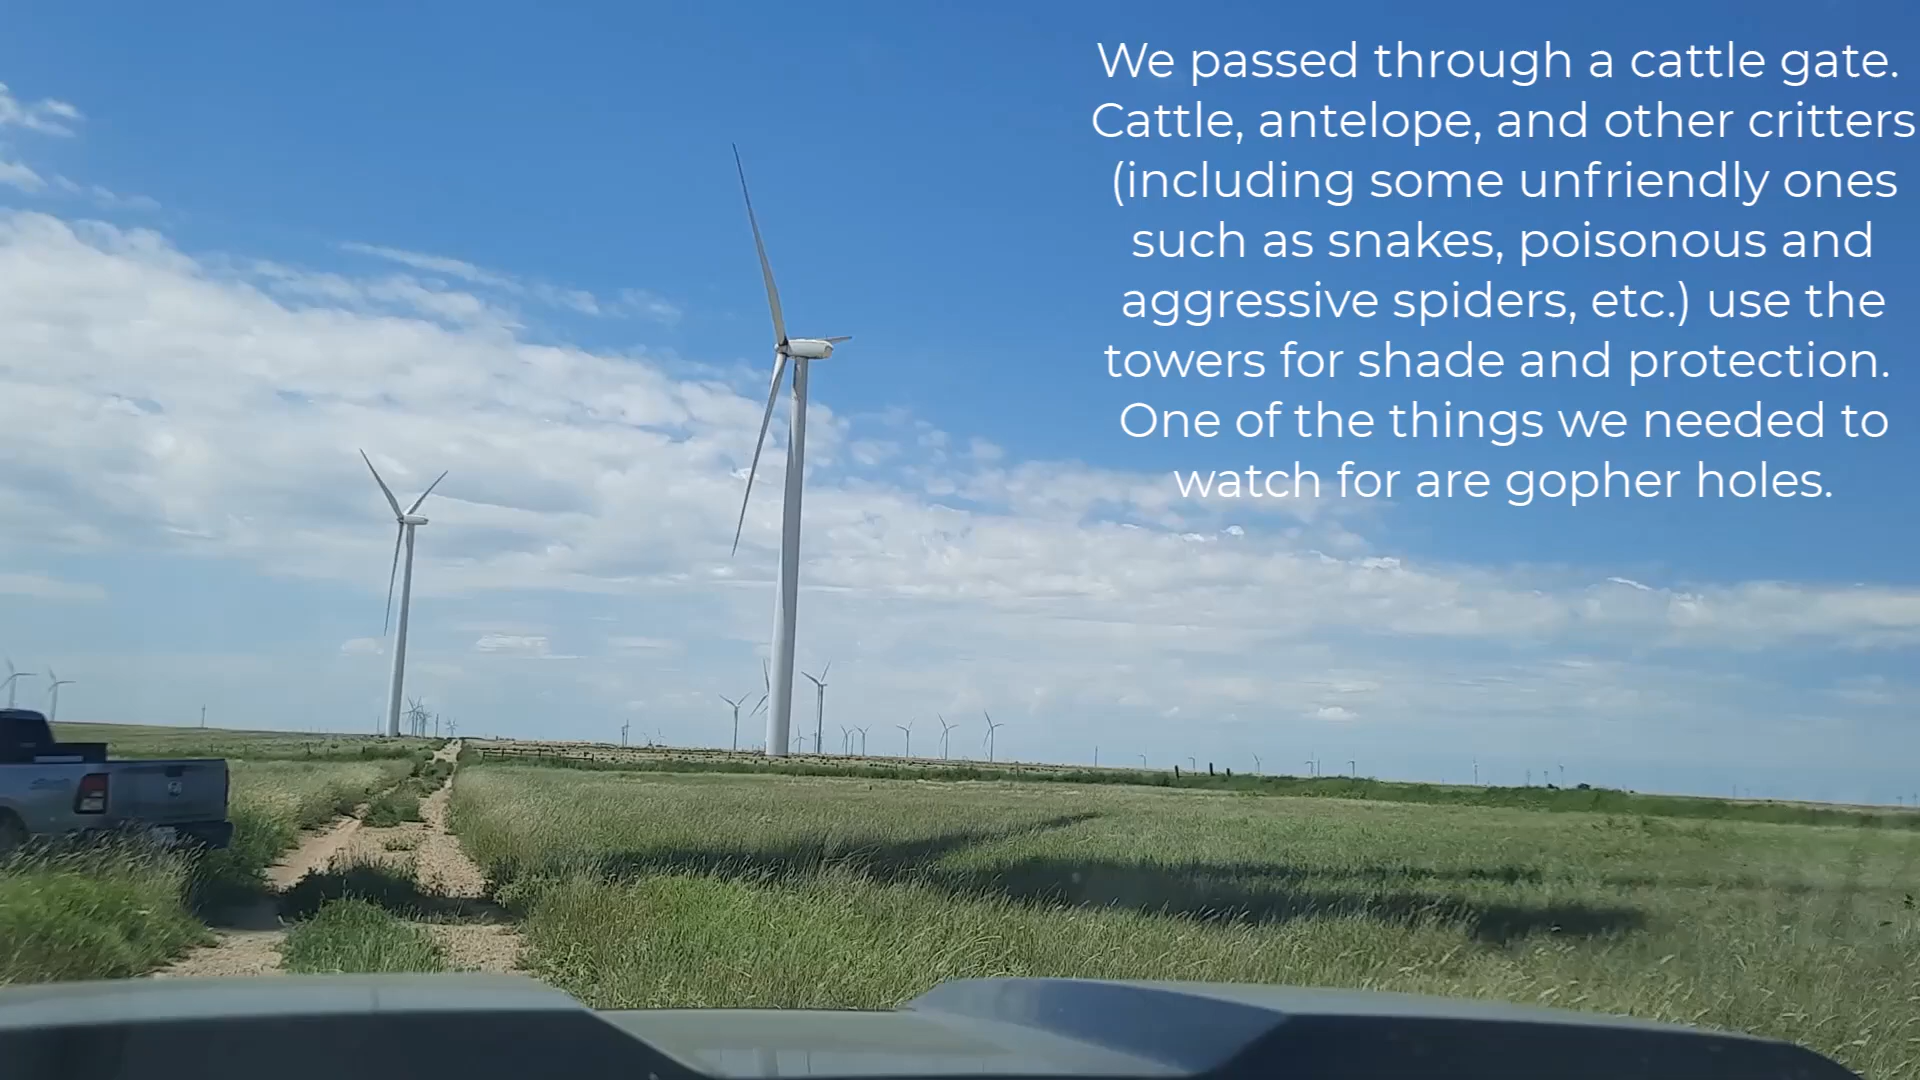 We passed through a cattle gate.
Cattle, antelope, and other critters
(including some unfriendly ones
such as snakes, poisonous and
aggressive spiders, etc.) use the
towers for shade and protection.
One of the things we needed to
watch for are gopher holes.